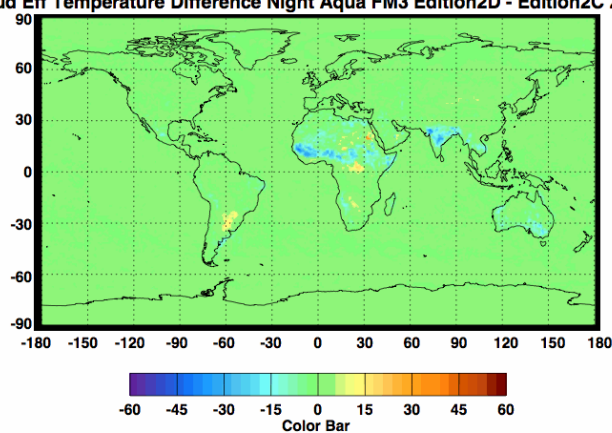 Eff Temperature Difference Night Aqua FM3 Edition2D - Edition2C
90
60
30
0
-30
-60
-90
-180 -150 -120 -90 -60 -30 0 30 60 90 120 150 180
-60 -45 -30 -15 0 15 30 45 60
Color Bar